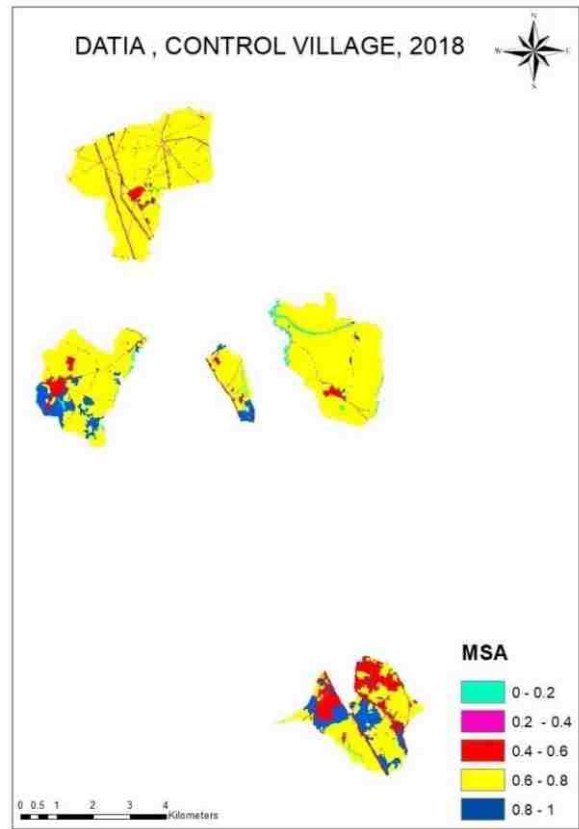 DATIA , CONTROL VILLAGE, 2018
N
W E
S
MSA
0 - 0.2
0.2 - 0.4
0.4 - 0.6
0.6 - 0.8
0.8 - 1
0 0.5 1 2 3 4
Kilometers